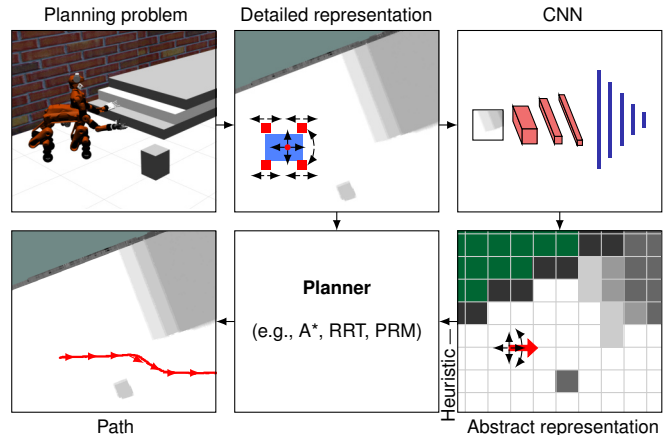 Planning problem
Detailed representation
CNN
Planner
(e.g., A*, RRT, PRM)
Heuristic
Path
Abstract representation